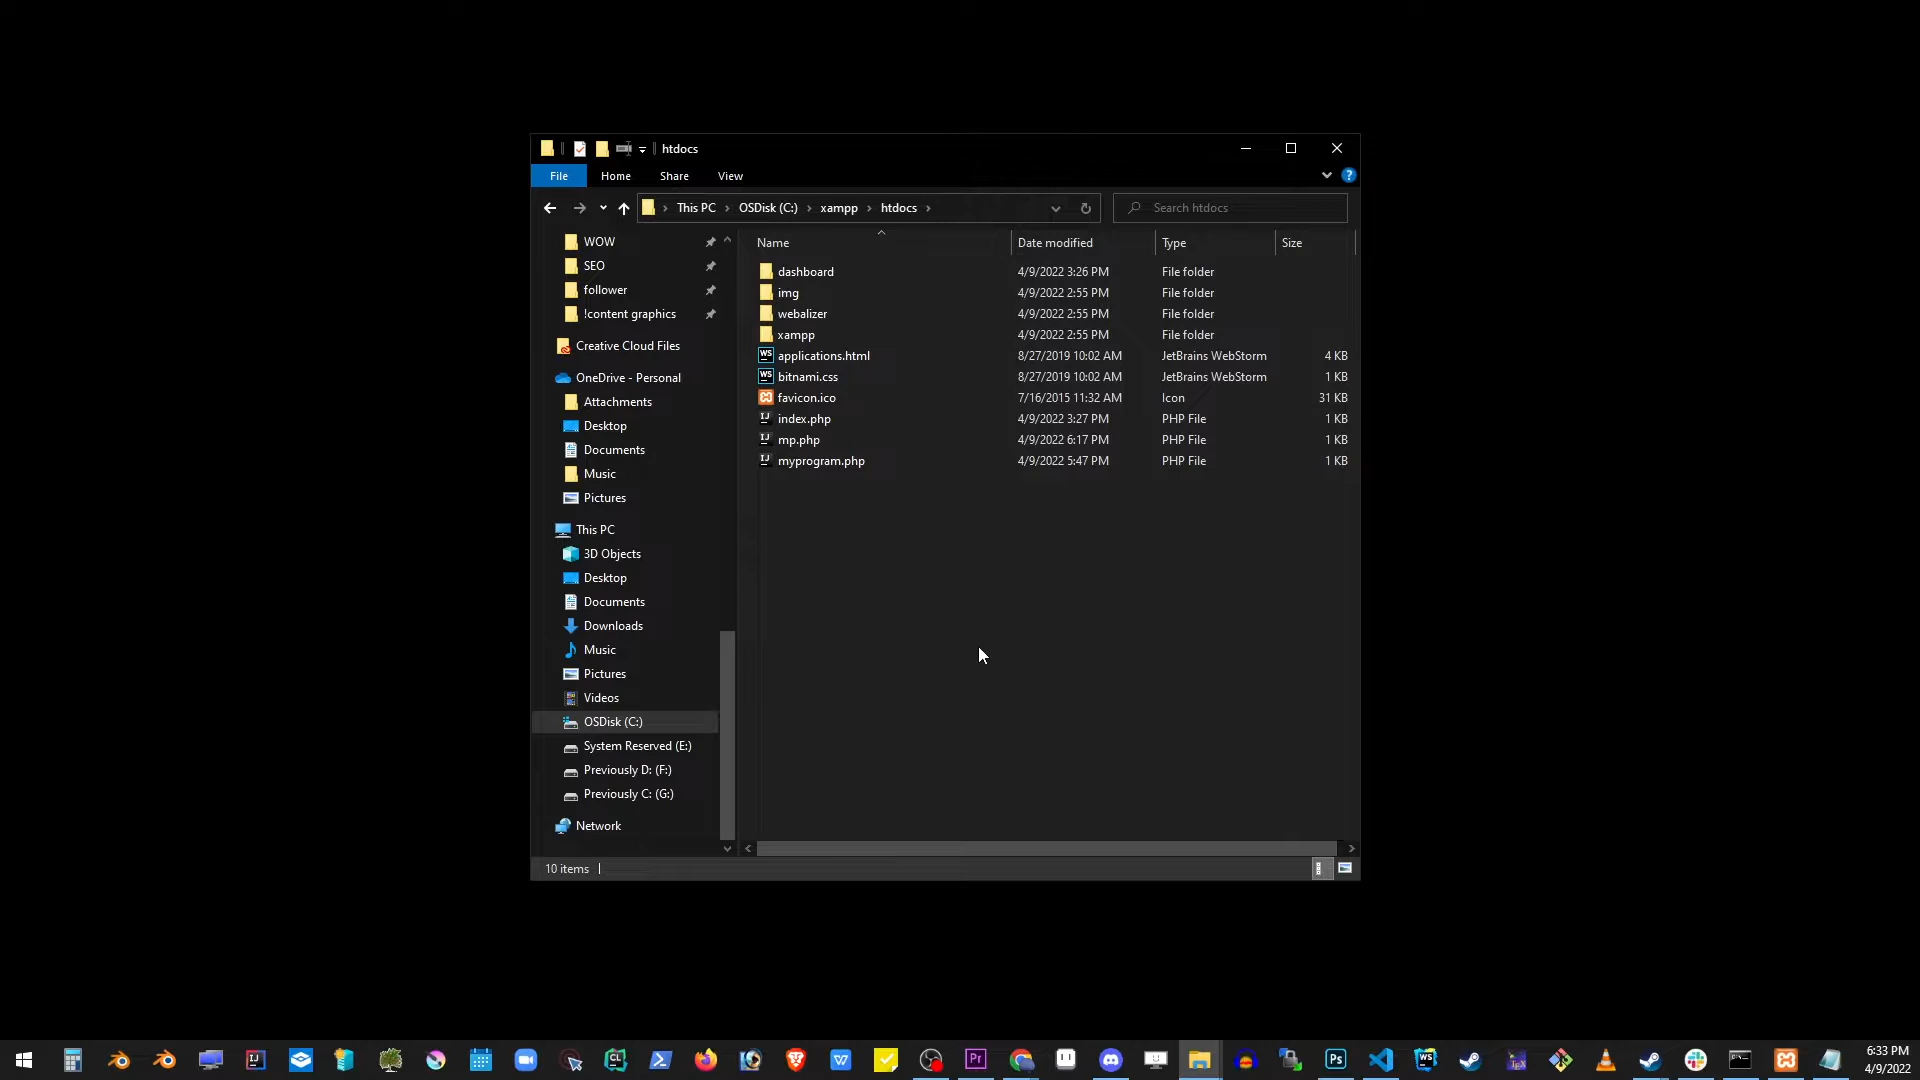 htdocs
File Home Share View
This PC OSDisk (C:) xampp htdocs Search htdocs
Name Date modified Type Size
WOW
SEO
follower
!content graphics
Creative Cloud Files
OneDrive - Personal
Attachments
Desktop
Documents
Music
Pictures
This PC
3D Objects
Desktop
Documents
Downloads
Music
Pictures
Videos
OSDisk (C:)
System Reserved (E:)
Previously D: (F:)
Previously C: (G:)
Network
dashboard 4/9/2022 3:26 PM File folder
img 4/9/2022 2:55 PM File folder
webalizer 4/9/2022 2:55 PM File folder
xampp 4/9/2022 2:55 PM File folder
applications.html 8/27/2019 10:02 AM JetBrains WebStorm 4 KB
bitnami.css 8/27/2019 10:02 AM JetBrains WebStorm 1 KB
favicon.ico 7/16/2015 11:32 AM Icon 31 KB
index.php 4/9/2022 3:27 PM PHP File 1 KB
mp.php 4/9/2022 6:17 PM PHP File 1 KB
myprogram.php 4/9/2022 5:47 PM PHP File 1 KB
10 items
6:33 PM
4/9/2022